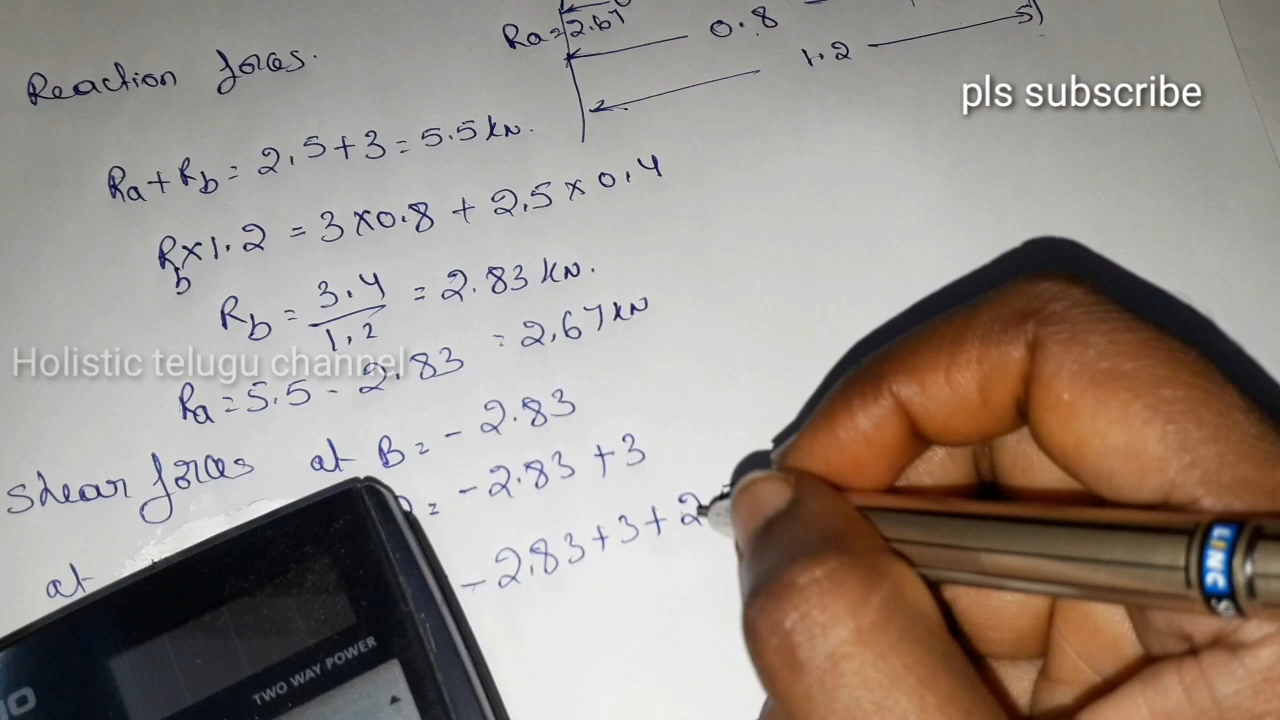 Ra=2.67
0.8
1.2
pls subscribe
Reaction forces.
Ra+Rb= 2.5+3=5.5kN.
Rb×1.2 = 3×0.8 + 2.5×0.4
Rb = 3.4/1.2 = 2.83 kN.
Holistic telugu channel
Ra=5.5-2.83 = 2.67 kN
Shear forces at B= - 2.83
= -2.83+3
at
-2.83+3+2
TWO WAY POWER
LINC